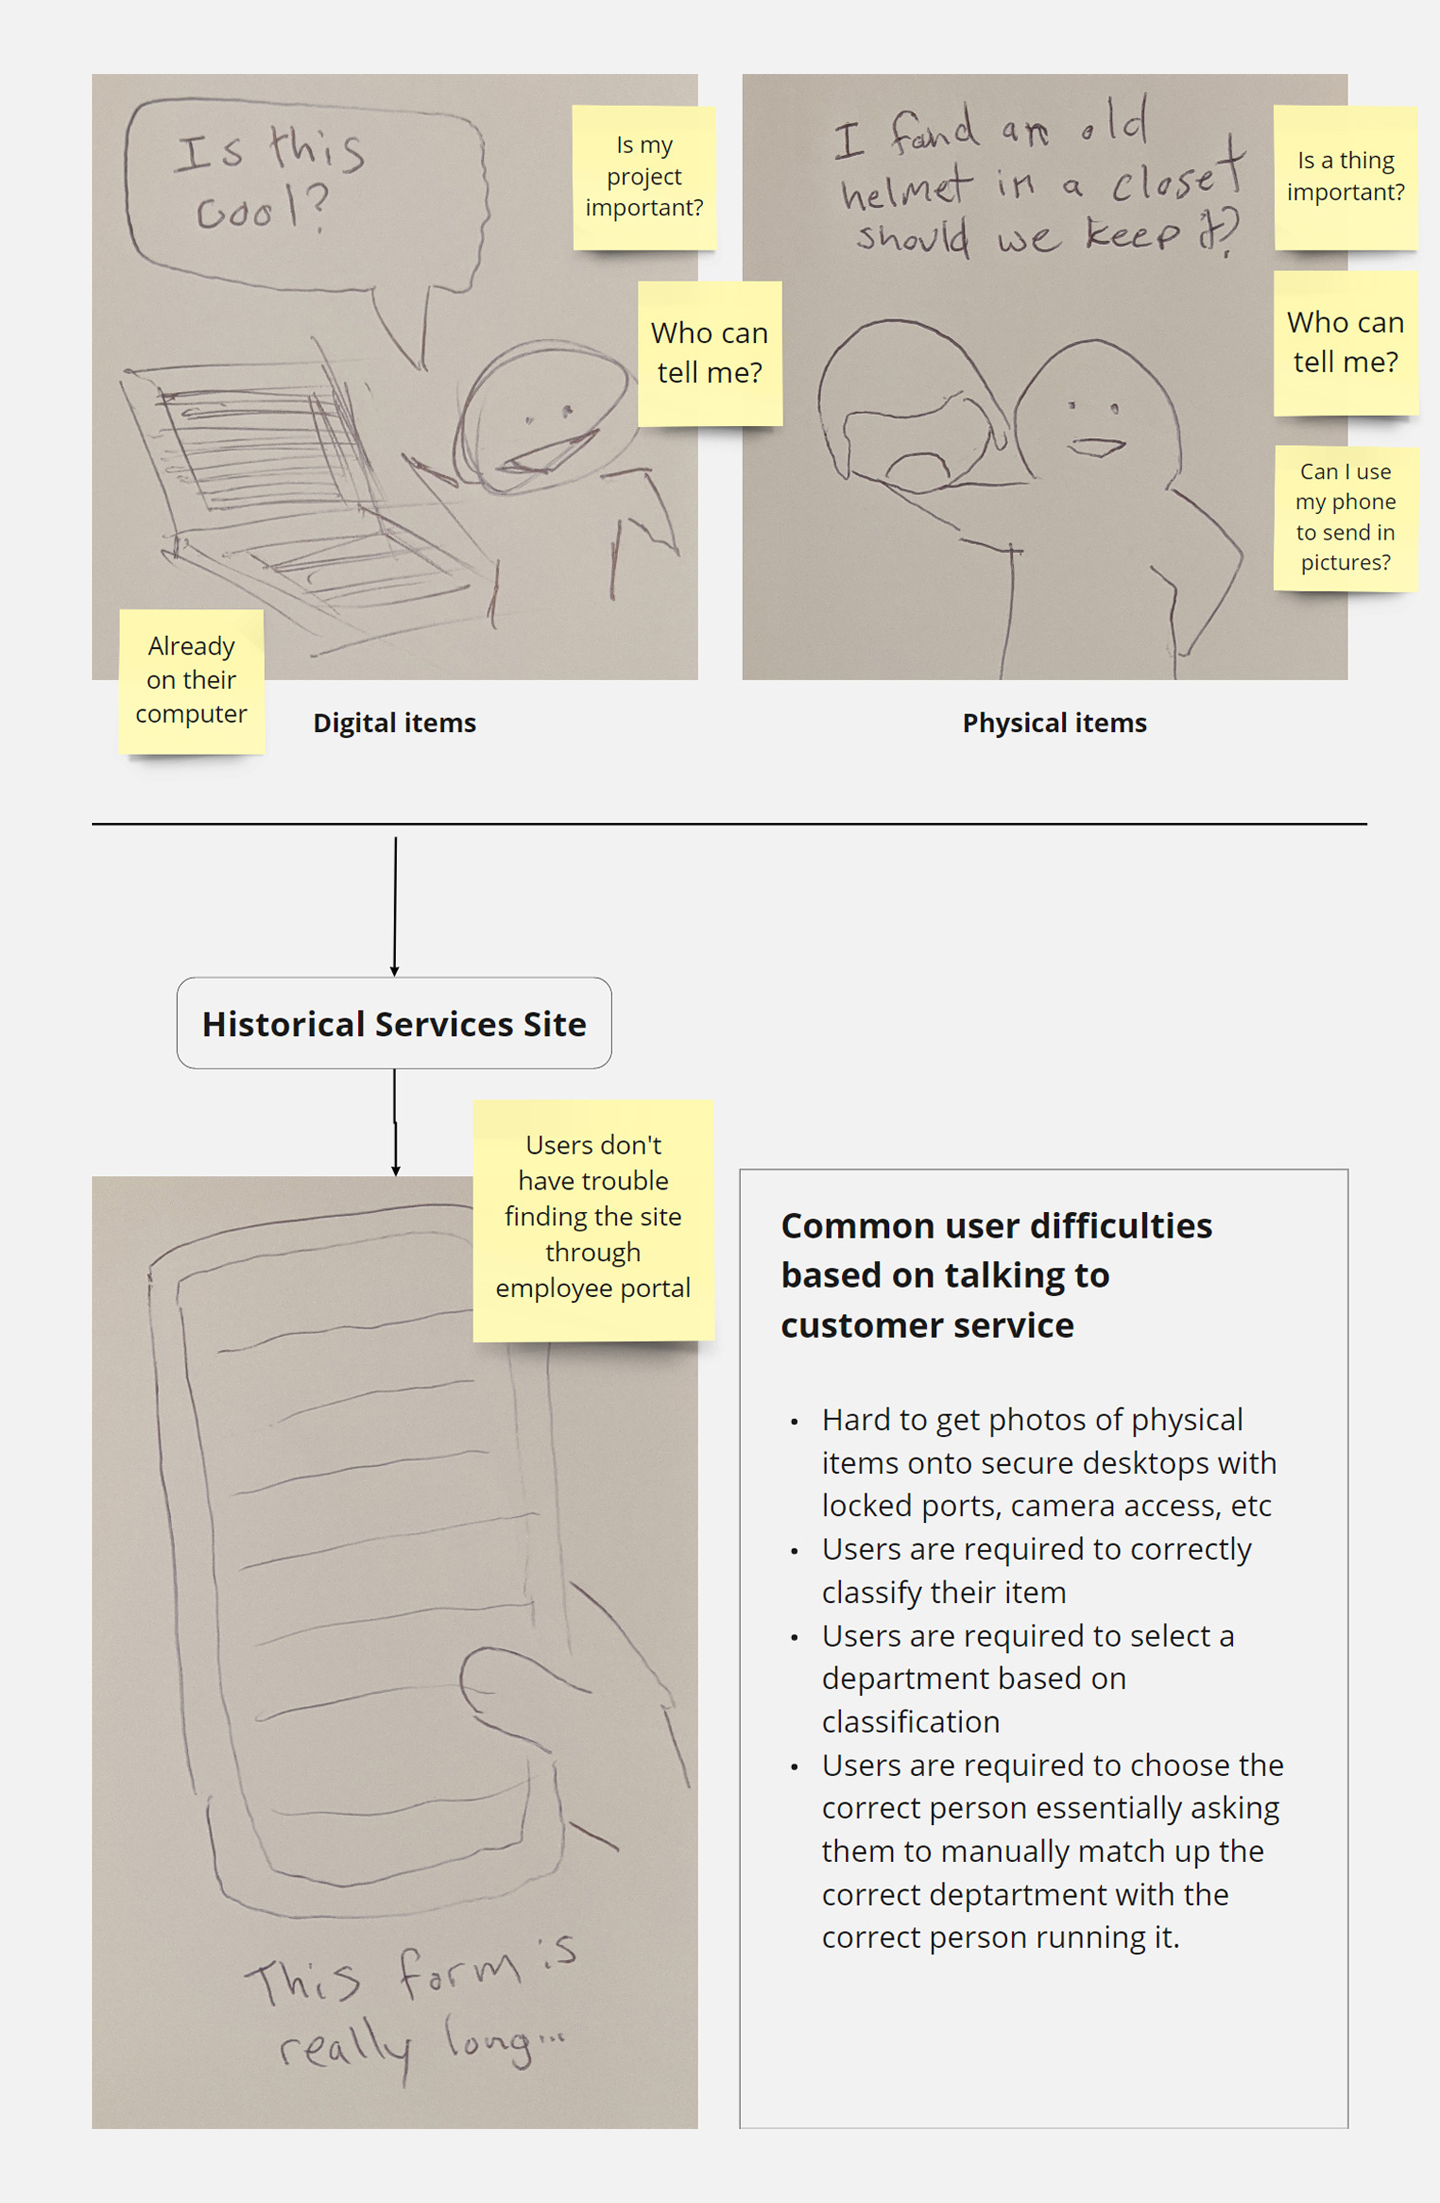 Is this
cool?
Is my
project
important?
Who can
tell me?
Already
on their
computer
Digital items
I fond an old
helmet in a closet
should we keep it?
Is a thing
important?
Who can
tell me?
Can I use
my phone
to send in
pictures?
Physical items
Historical Services Site
Users don't
have trouble
finding the site
through
employee portal
This form is
really long...
Common user difficulties
based on talking to
customer service
• Hard to get photos of physical
items onto secure desktops with
locked ports, camera access, etc
• Users are required to correctly
classify their item
• Users are required to select a
department based on
classification
• Users are required to choose the
correct person essentially asking
them to manually match up the
correct deptartment with the
correct person running it.